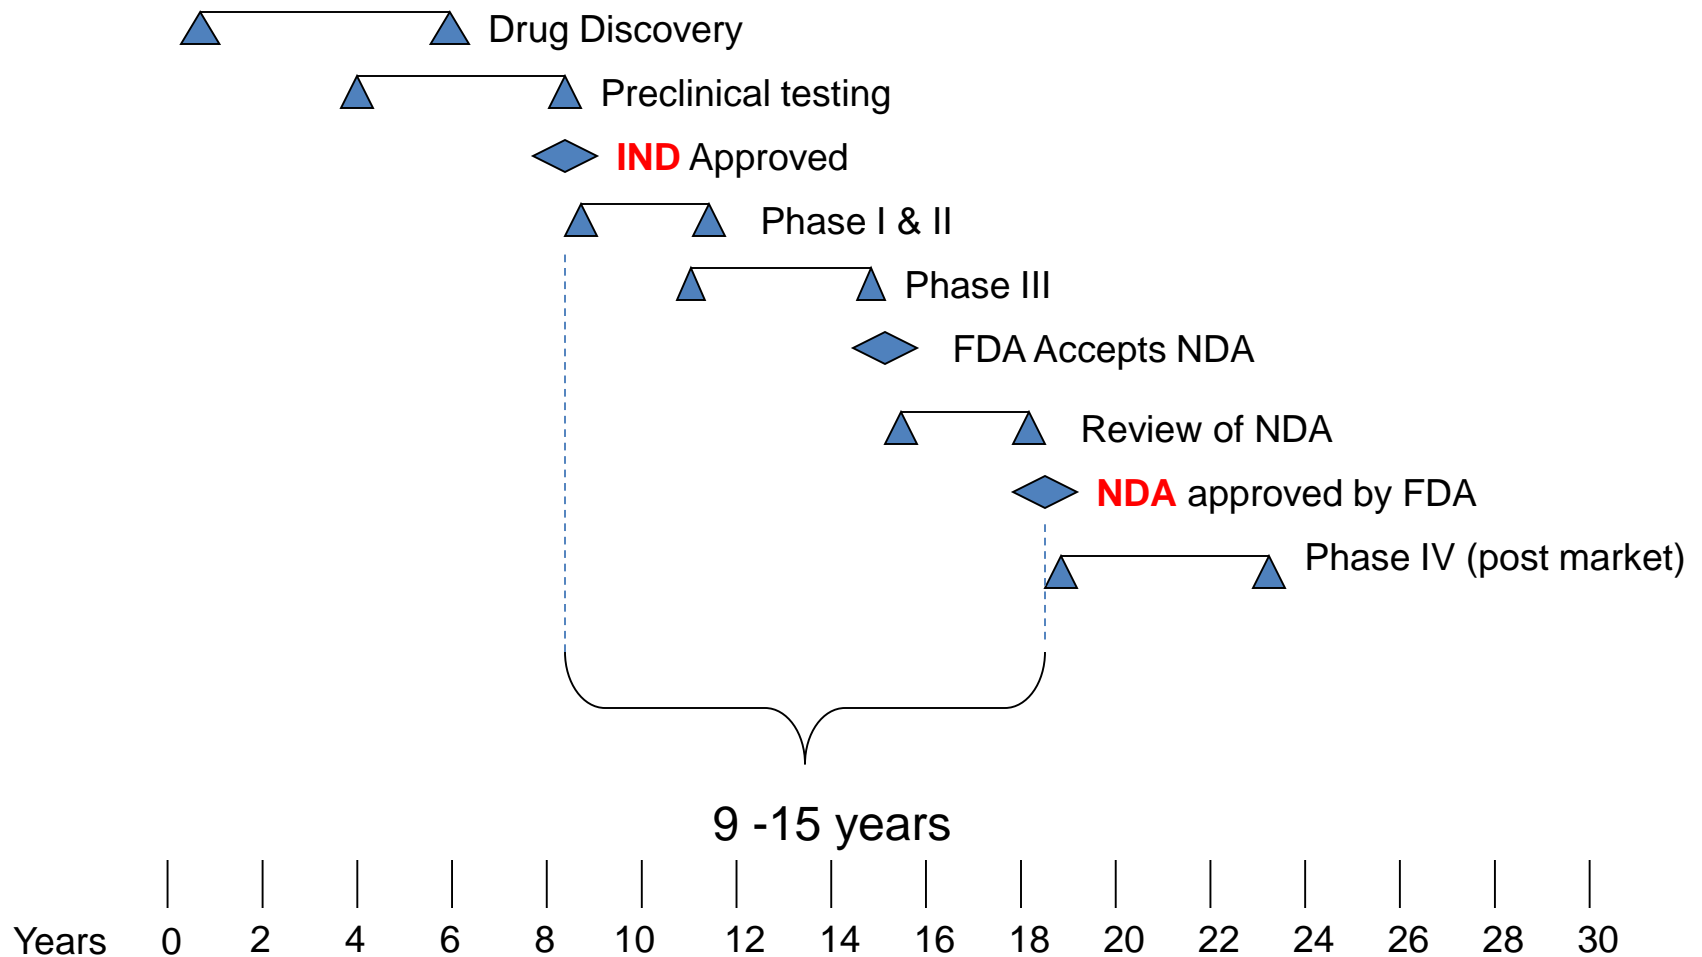 Drug Discovery
Preclinical testing
IND Approved
Phase I & II
Phase III
FDA Accepts NDA
Review of NDA
NDA approved by FDA
Phase IV (post market)
9 -15 years
Years 0 2 4 6 8 10 12 14 16 18 20 22 24 26 28 30